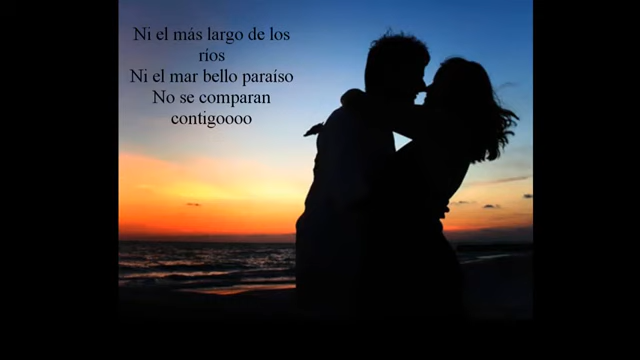 Ni el más largo de los
ríos
Ni el mar bello paraíso
No se comparan
contigoooo